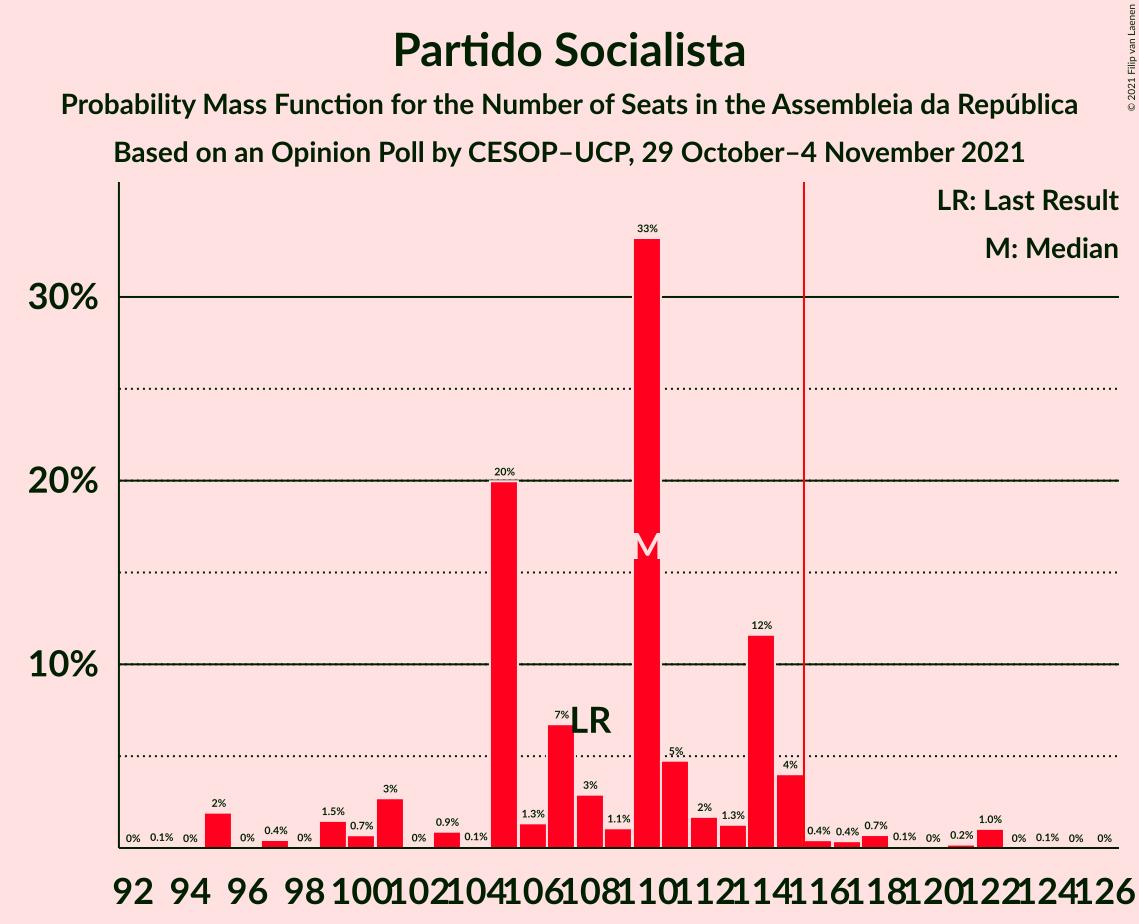 Partido Socialista
Probability Mass Function for the Number of Seats in the Assembleia da República
Based on an Opinion Poll by CESOP–UCP, 29 October–4 November 2021
© 2021 Filip van Laenen
LR: Last Result
M: Median
30%
20%
10%
0% 0.1% 0% 2% 0% 0.4% 0% 1.5% 0.7% 3% 0% 0.9% 0.1% 20% 1.3% 7% 3% 1.1% 33% 5% 2% 1.3% 12% 4% 0.4% 0.4% 0.7% 0.1% 0% 0.2% 1.0% 0% 0.1% 0% 0%
LR
M
92 94 96 98 100 102 104 106 108 110 112 114 116 118 120 122 124 126